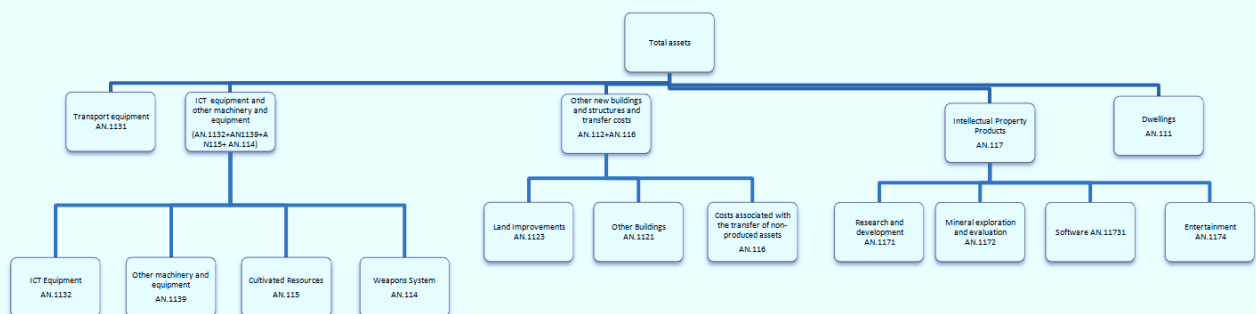 Total assets
Transport equipment
AN.1131
ICT equipment and
other machinery and
equipment
(AN.1132+AN1139+A
N115+ AN.114)
Other new buildings
and structures and
transfer costs
AN.112+AN.116
Intellectual Property
Products
AN.117
Dwellings
AN.111
Land Improvements
AN.1123
Other Buildings
AN.1121
Costs associated with
the transfer of non-
produced assets
AN.116
Research and
development
AN.1171
Mineral exploration
and evaluation
AN.1172
Software AN.11731
Entertainment
AN.1174
ICT Equipment
AN.1132
Other machinery and
equipment
AN.1139
Cultivated Resources
AN.115
Weapons System
AN.114